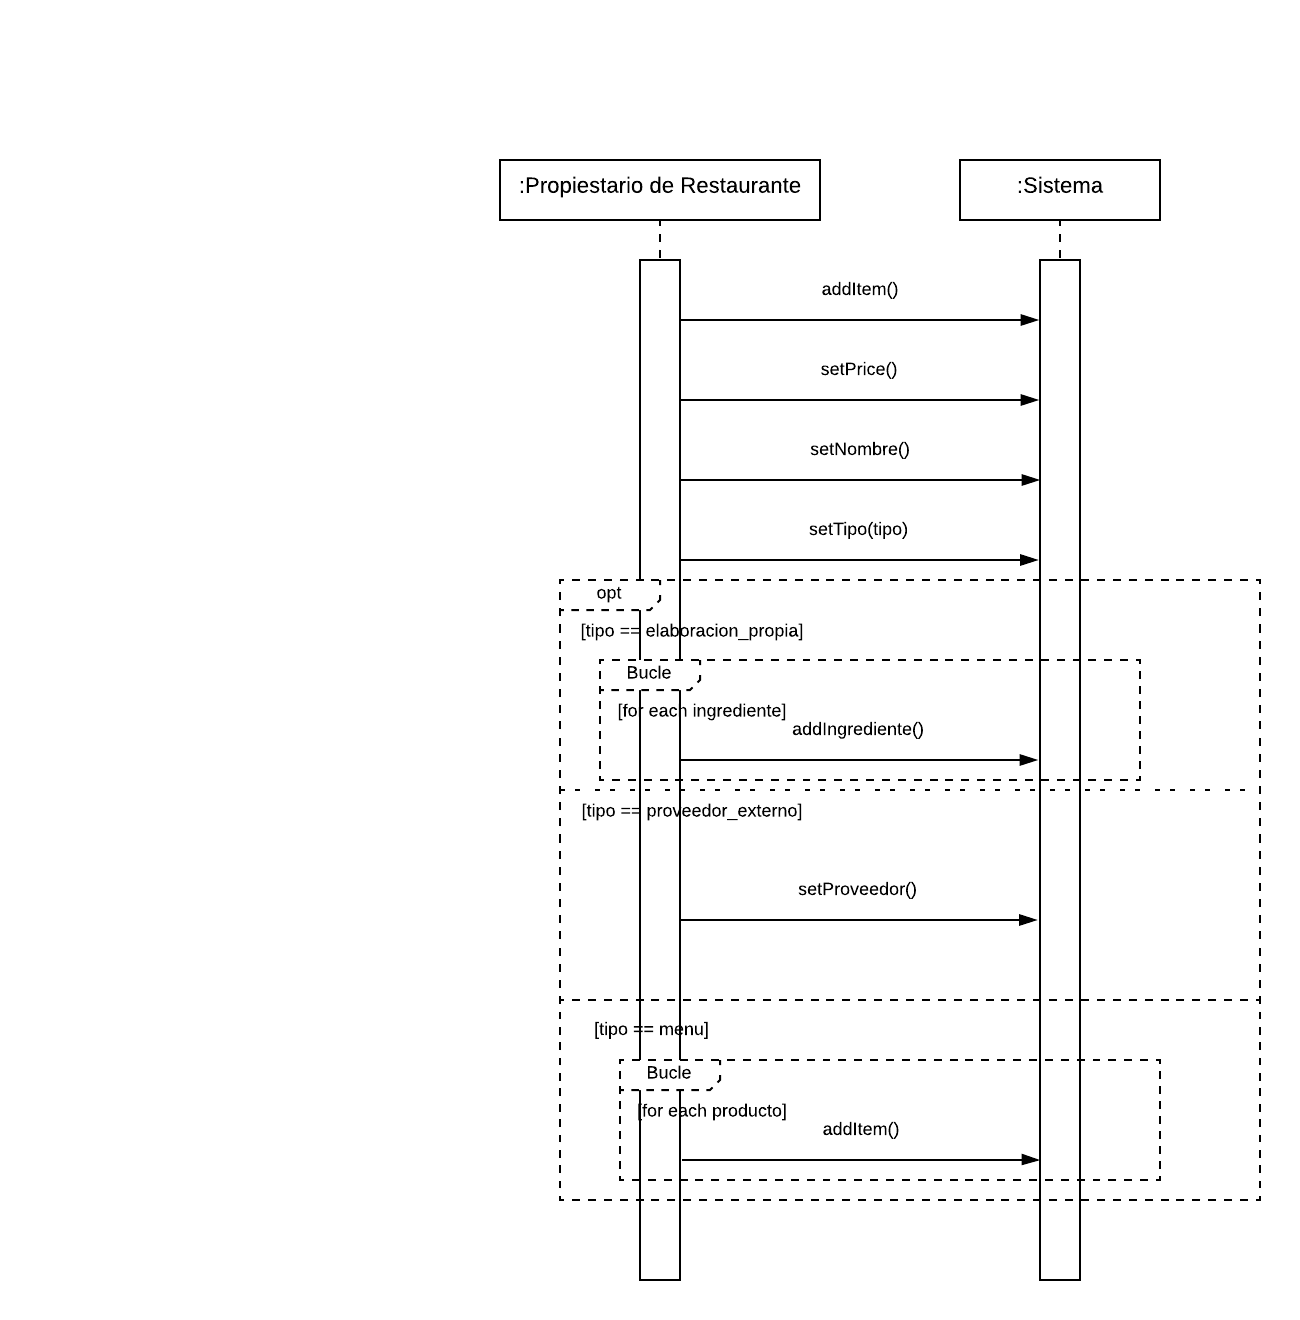 :Propiestario de Restaurante
:Sistema
addItem()
setPrice()
setNombre()
setTipo(tipo)
opt
[tipo == elaboracion_propia]
Bucle
[for each ingrediente]
addIngrediente()
[tipo == proveedor_externo]
setProveedor()
[tipo == menu]
Bucle
[for each producto]
addItem()